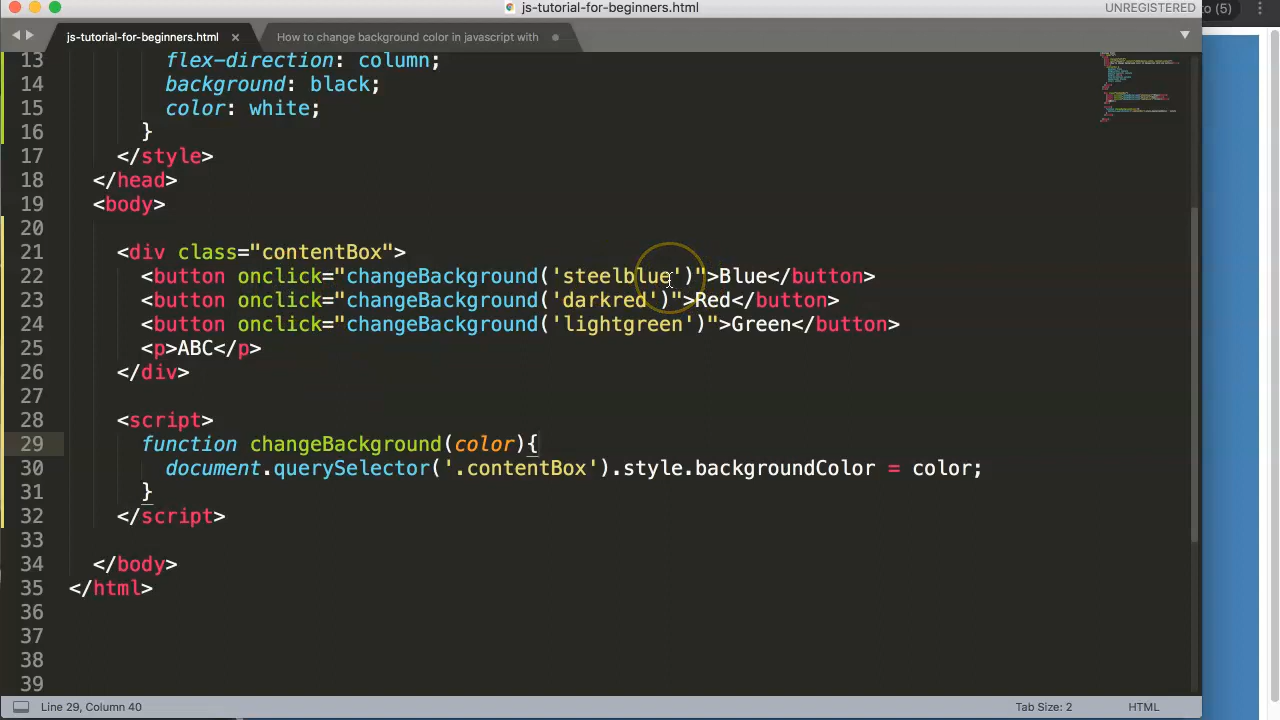 js-tutorial-for-beginners.html
UNREGISTERED
to (5)
js-tutorial-for-beginners.html ×
How to change background color in javascript with
13 flex-direction: column;
14 background: black;
15 color: white;
16 }
17 </style>
18 </head>
19 <body>
20
21 <div class="contentBox">
22 <button onclick="changeBackground('steelblue')">Blue</button>
23 <button onclick="changeBackground('darkred')">Red</button>
24 <button onclick="changeBackground('lightgreen')">Green</button>
25 <p>ABC</p>
26 </div>
27
28 <script>
29 function changeBackground(color){
30 document.querySelector('.contentBox').style.backgroundColor = color;
31 }
32 </script>
33
34 </body>
35 </html>
36
37
38
39
Line 29, Column 40
Tab Size: 2
HTML